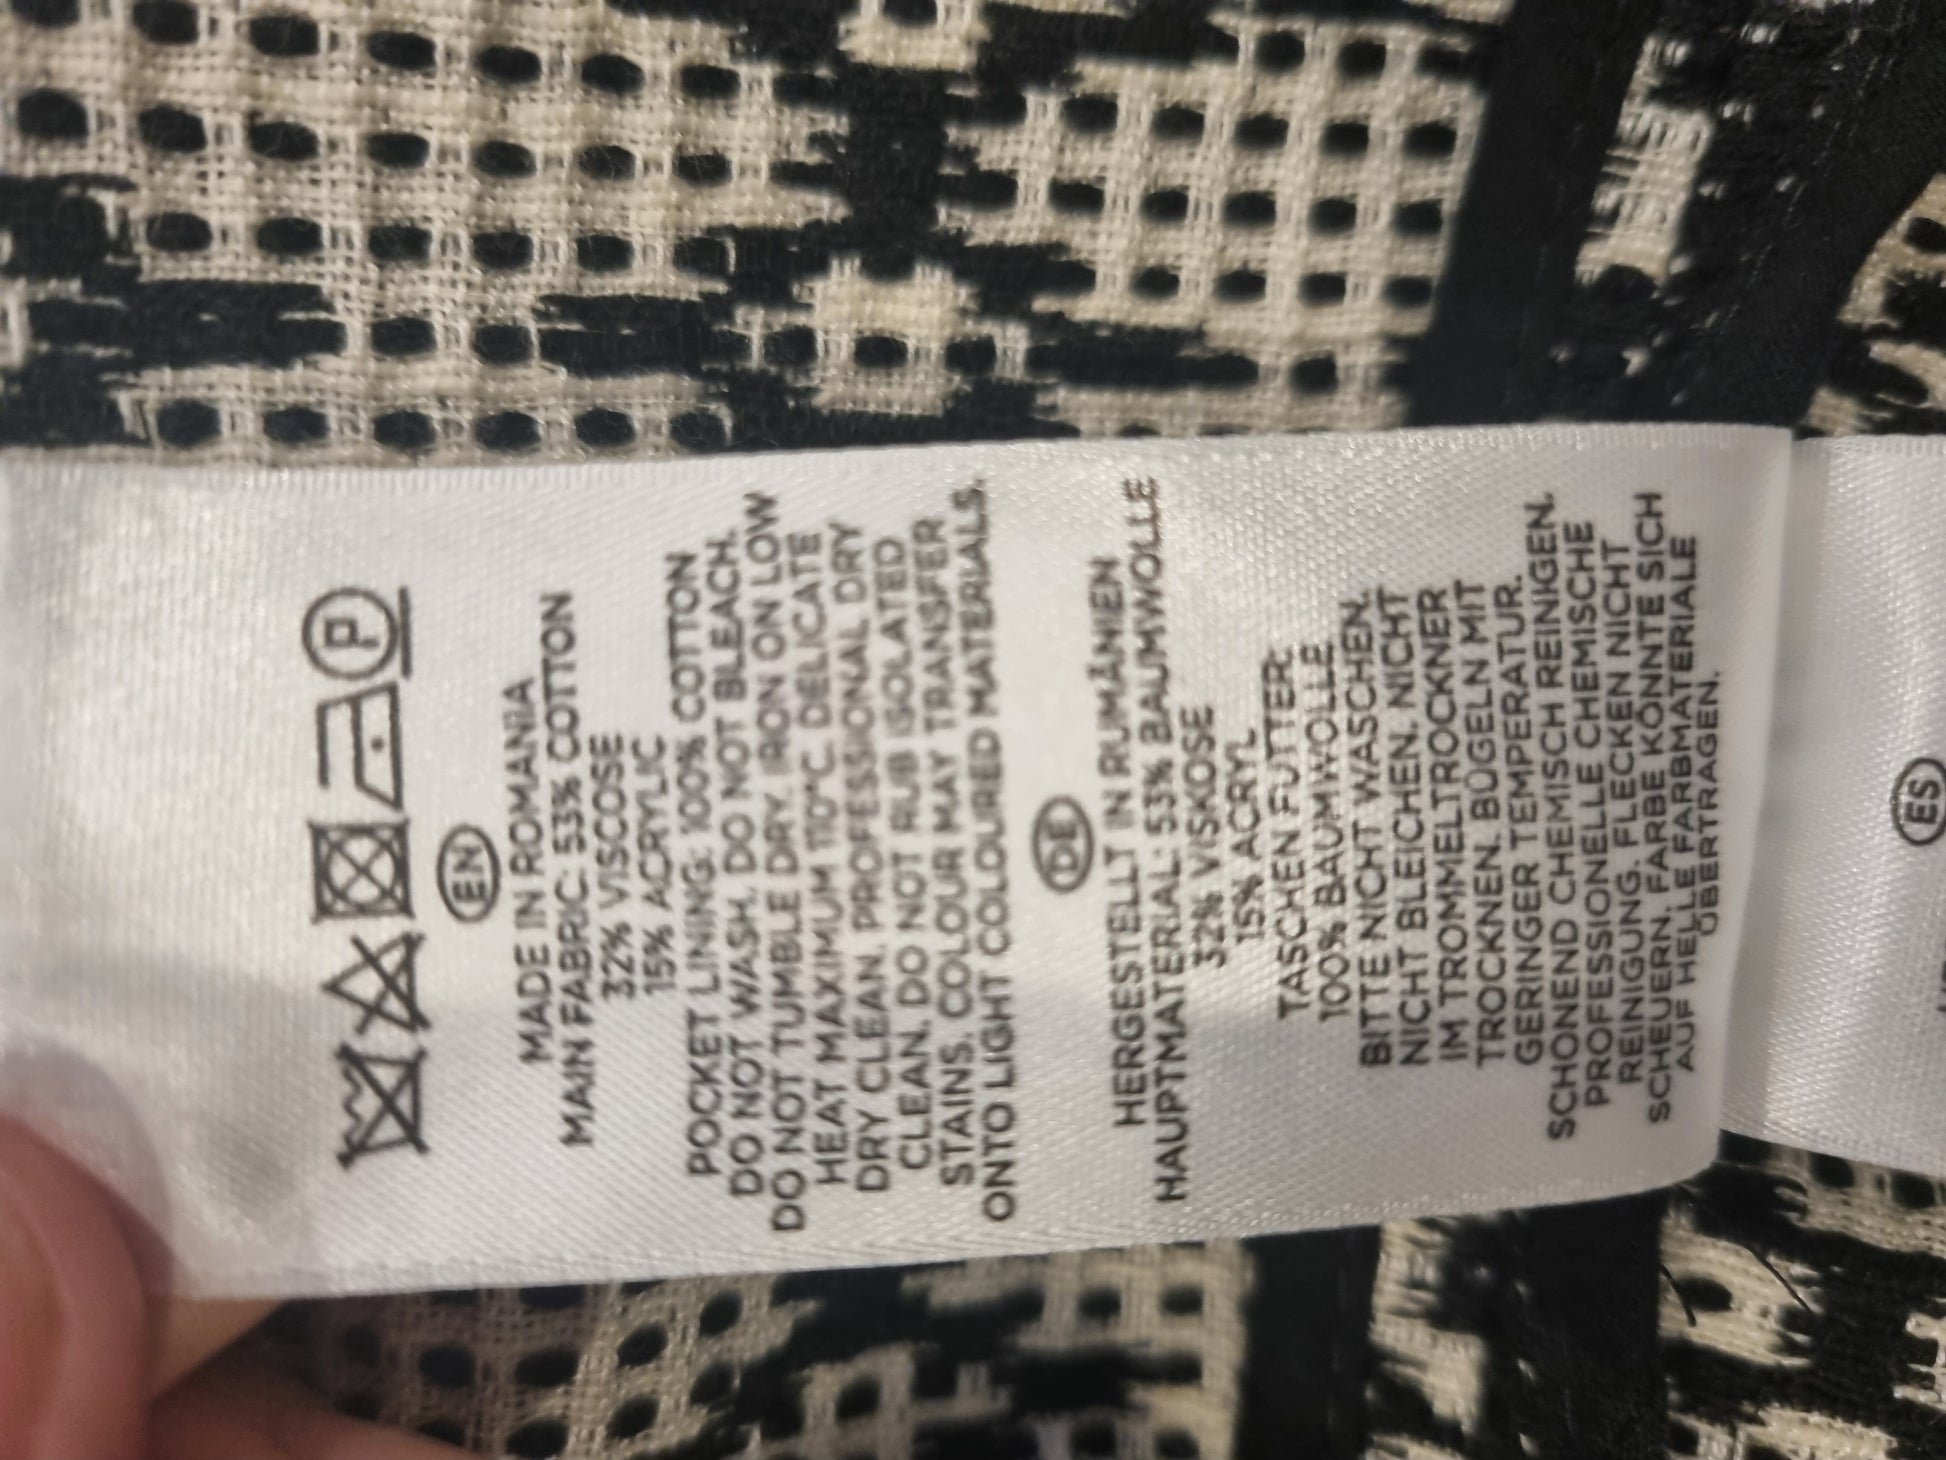 P
EN
MADE IN ROMANIA
MAIN FABRIC: 53% COTTON
32% VISCOSE
15% ACRYLIC
POCKET LINING: 100% COTTON
DO NOT WASH. DO NOT BLEACH.
DO NOT TUMBLE DRY. IRON ON LOW
HEAT MAXIMUM 110°C. DELICATE
DRY CLEAN. PROFESSIONAL DRY
CLEAN. DO NOT RUB ISOLATED
STAINS. COLOUR MAY TRANSFER
ONTO LIGHT COLOURED MATERIALS.
DE
HERGESTELLT IN RUMÄNIEN
HAUPTMATERIAL: 53% BAUMWOLLE
32% VISKOSE
15% ACRYL
TASCHEN FUTTER:
100% BAUMWOLLE
BITTE NICHT WASCHEN.
NICHT BLEICHEN. NICHT
IM TROMMELTROCKNER
TROCKNEN. BÜGELN MIT
GERINGER TEMPERATUR.
SCHONEND CHEMISCH REINIGEN.
PROFESSIONELLE CHEMISCHE
REINIGUNG. FLECKEN NICHT
SCHEUERN. FARBE KÖNNTE SICH
AUF HELLE FARBMATERIALE
ÜBERTRAGEN.
ES